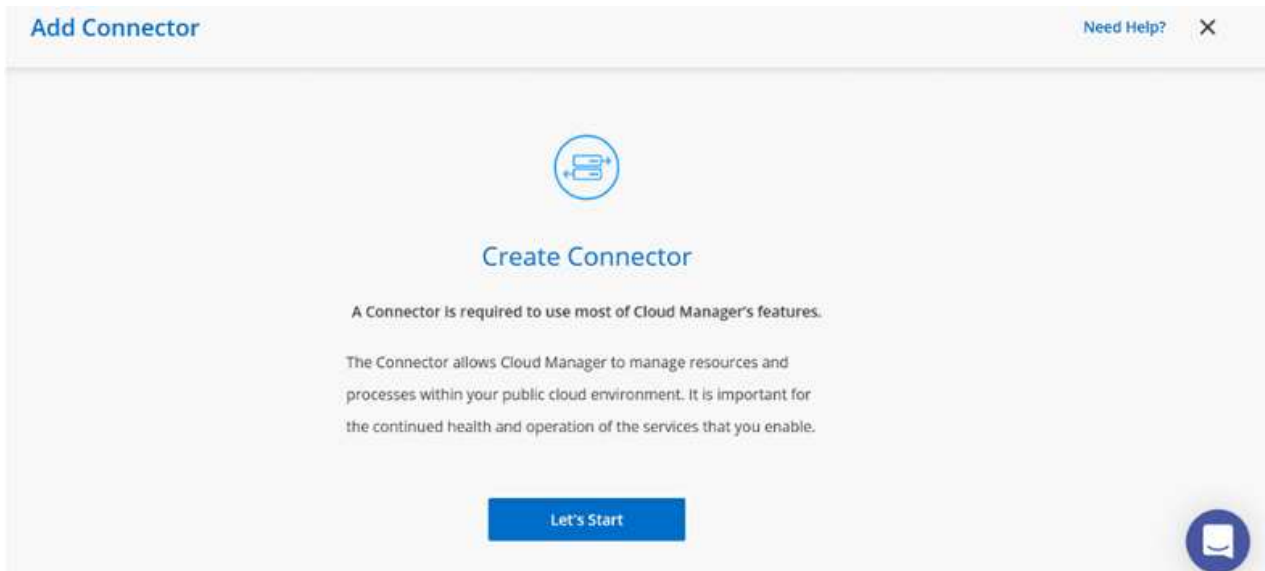 Add Connector
Need Help?
Create Connector
A Connector is required to use most of Cloud Manager's features.
The Connector allows Cloud Manager to manage resources and
processes within your public cloud environment. It is important for
the continued health and operation of the services that you enable.
Let's Start